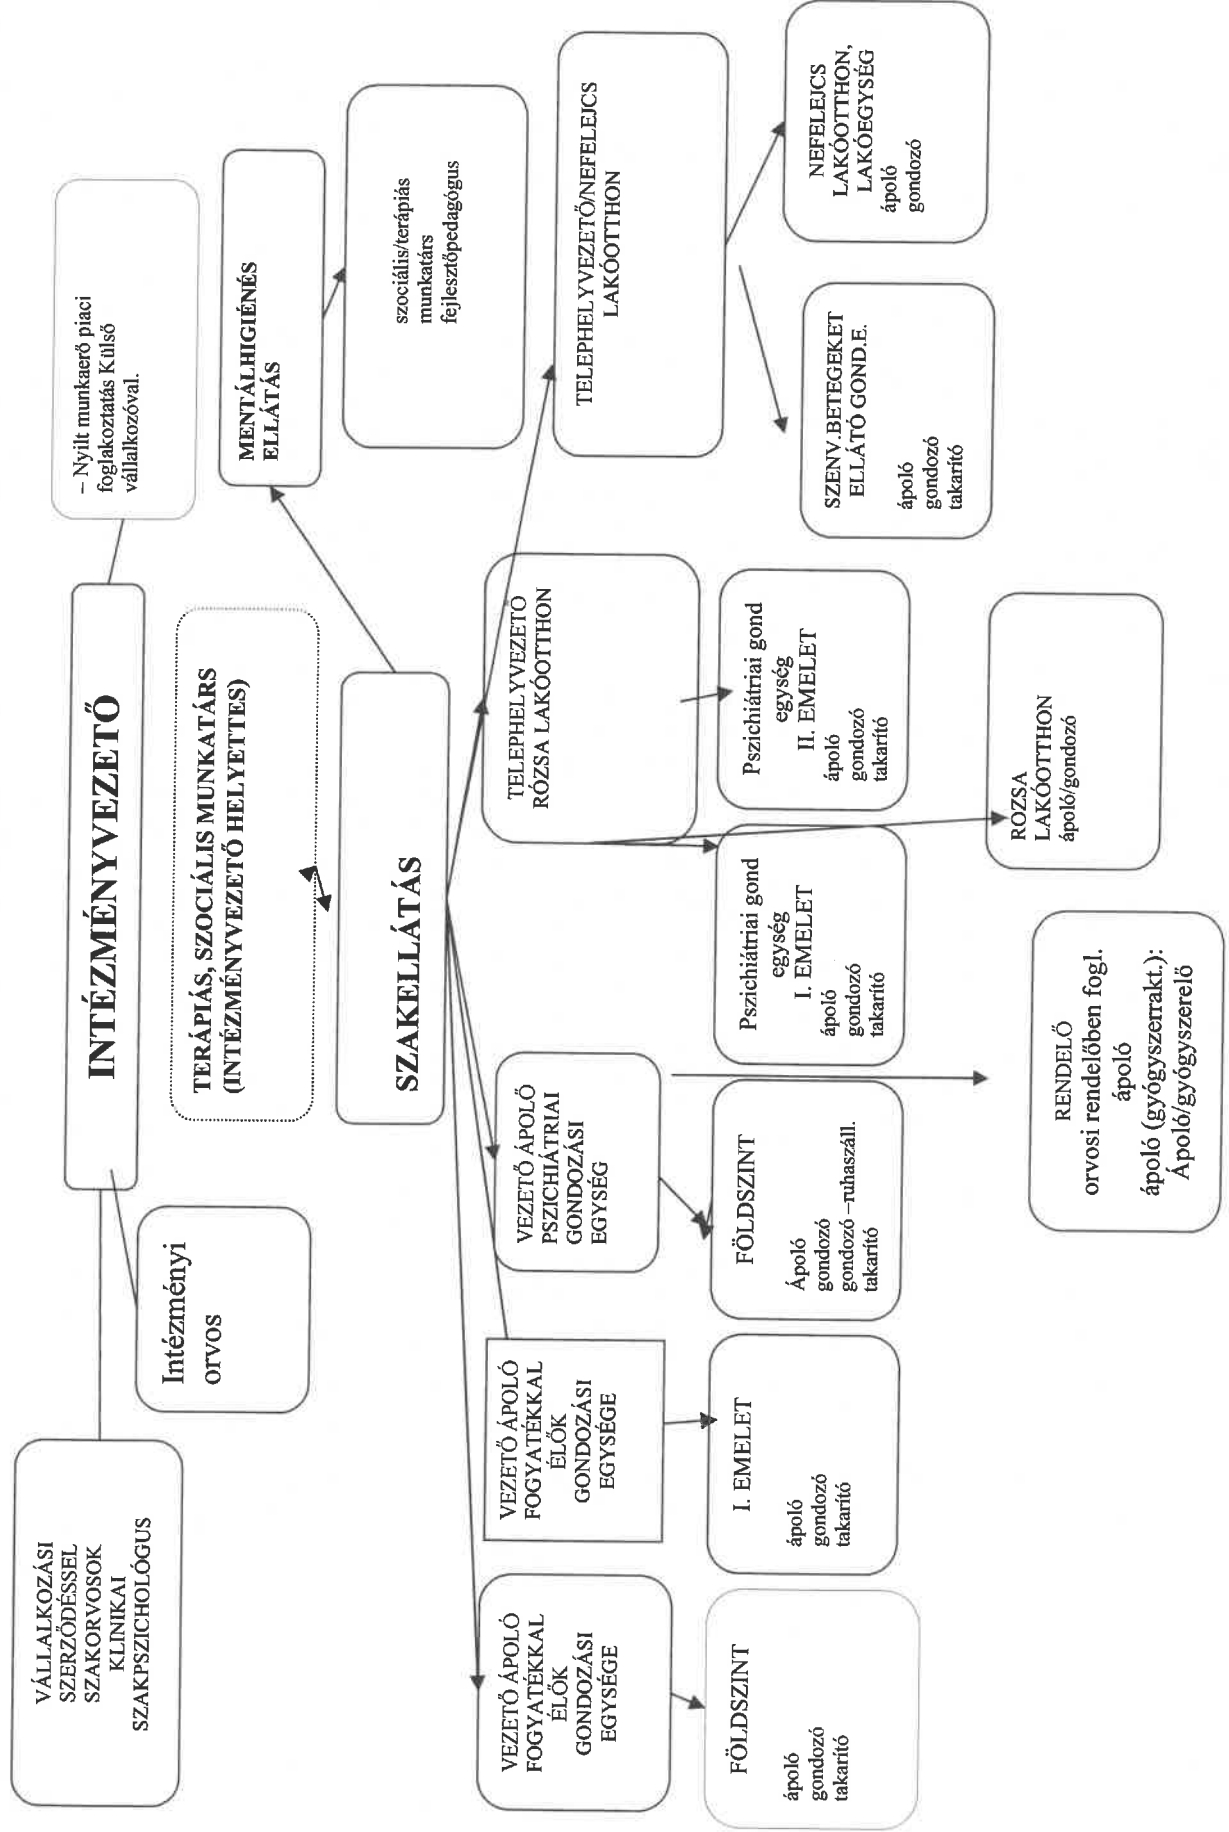 VÁLLALKOZÁSI
SZERZŐDÉSSEL
SZAKORVOSOK
KLINIKAI
SZAKPSZICHOLÓGUS
INTÉZMÉNYVEZETŐ
– Nyilt munkaerő piaci
foglakoztatás Külső
vállalkozóval.
Intézményi
orvos
TERÁPIÁS, SZOCIÁLIS MUNKATÁRS
(INTÉZMÉNYVEZETŐ HELYETTES)
MENTÁLHIGIÉNÉS
ELLÁTÁS
SZAKELLÁTÁS
szociális/terápiás
munkatárs
fejlesztőpedagógus
VEZETŐ ÁPOLÓ
FOGYATÉKKAL
ÉLŐK
GONDOZÁSI
EGYSÉGE
VEZETŐ ÁPOLÓ
FOGYATÉKKAL
ÉLŐK
GONDOZÁSI
EGYSÉGE
VEZETŐ ÁPOLÓ
PSZICHIÁTRIAI
GONDOZÁSI
EGYSÉG
TELEPHELYVEZETO
RÓZSA LAKÓOTTHON
TELEPHELYVEZETŐ/NEFELEJCS
LAKÓOTTHON
FÖLDSZINT
ápoló
gondozó
takarító
I. EMELET
ápoló
gondozó
takarító
FÖLDSZINT
Ápoló
gondozó
gondozó –ruhaszáll.
takarító
Pszichiátriai gond
egység
I. EMELET
ápoló
gondozó
takarító
Pszichiátriai gond
egység
II. EMELET
ápoló
gondozó
takarító
SZENV.BETEGEKET
ELLÁTÓ GOND.E.
ápoló
gondozó
takarító
NEFELEJCS
LAKÓOTTHON,
LAKÓEGYSÉG
ápoló
gondozó
RENDELŐ
orvosi rendelőben fogl.
ápoló
ápoló (gyógyszerrakt.):
Ápoló/gyógyszerelő
ROZSA
LAKÓOTTHON
ápoló/gondozó